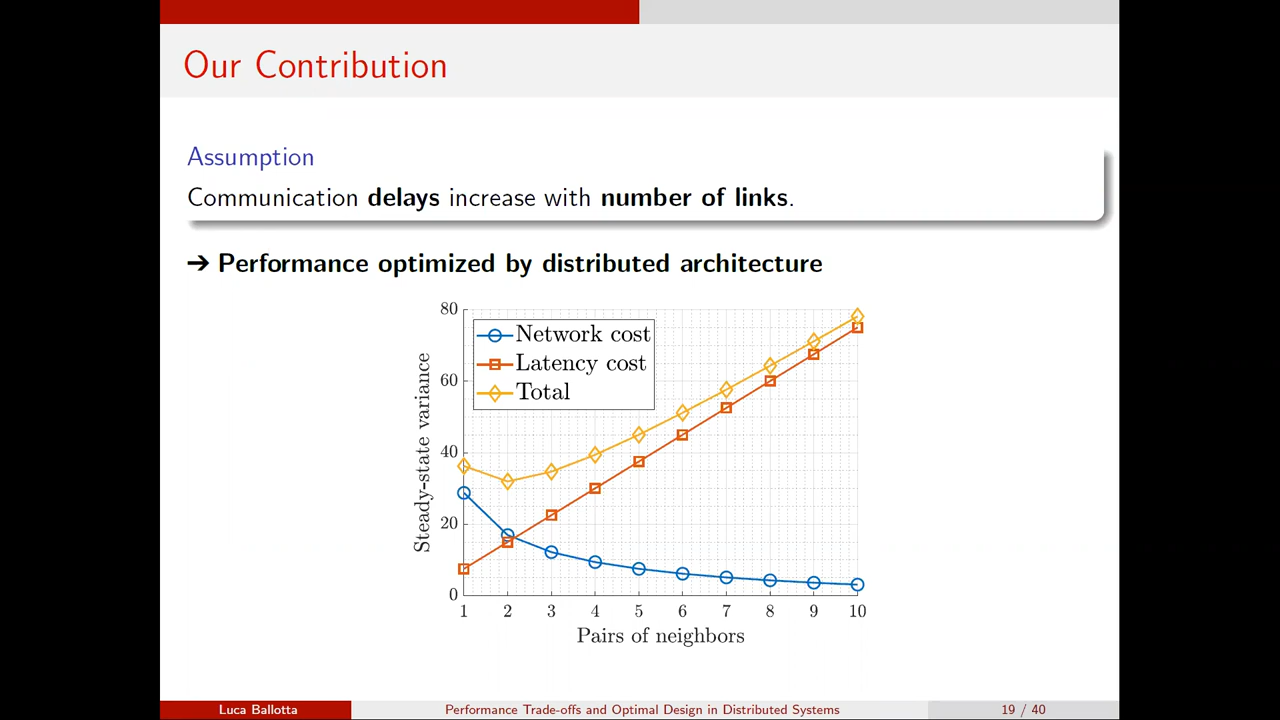 Our Contribution
Assumption
Communication delays increase with number of links.
➔ Performance optimized by distributed architecture
80
60
40
20
0
Steady-state variance
Network cost
Latency cost
Total
1 2 3 4 5 6 7 8 9 10
Pairs of neighbors
Luca Ballotta
Performance Trade-offs and Optimal Design in Distributed Systems
19 / 40